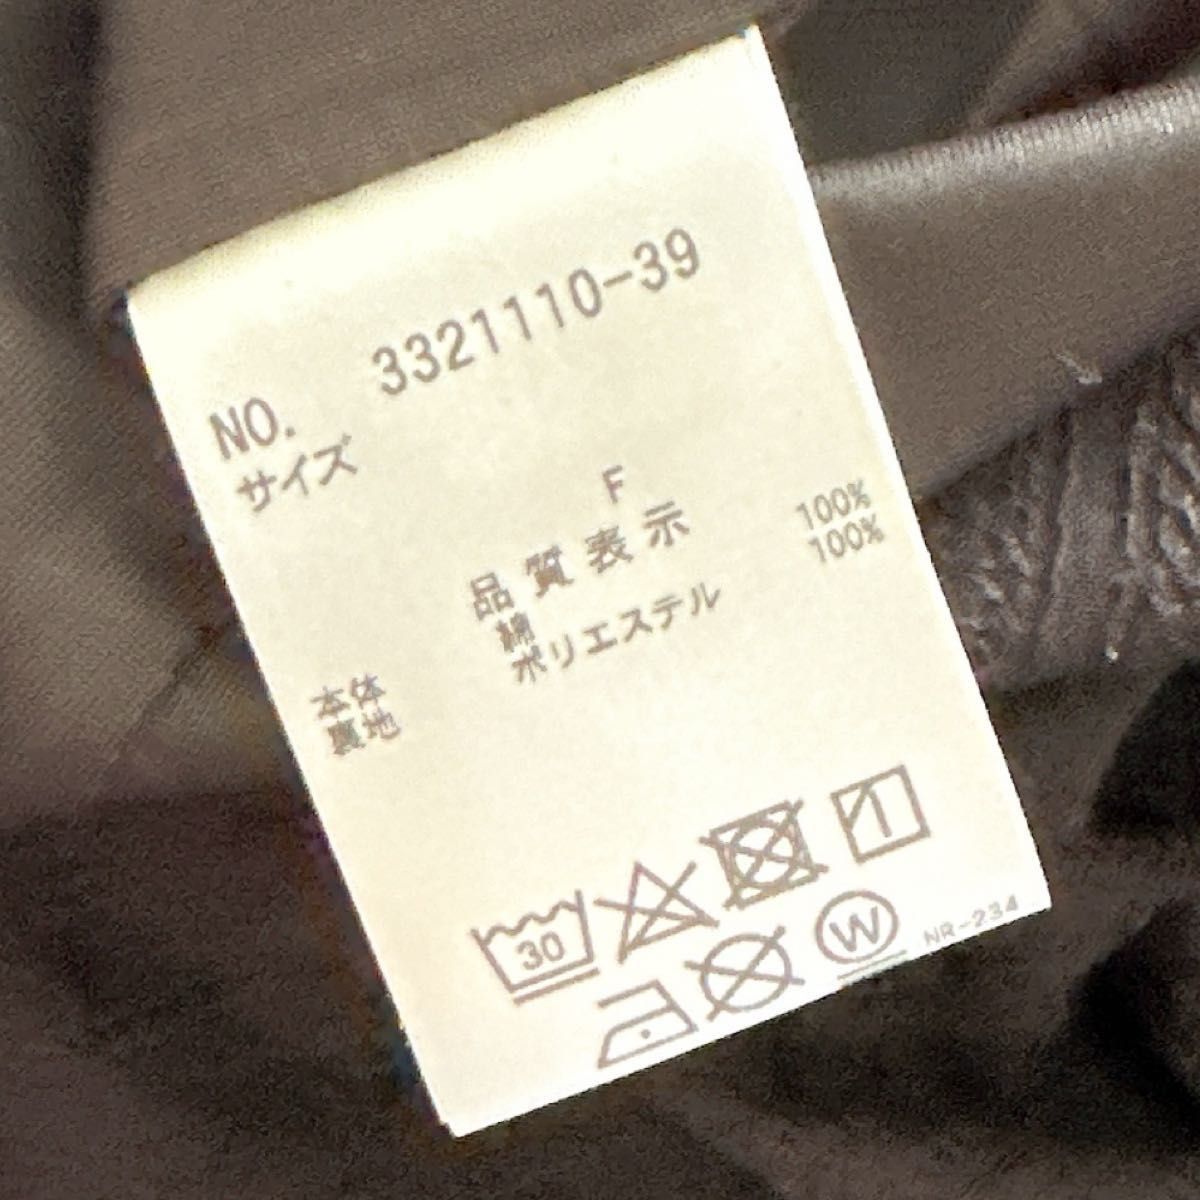 NO. 3321110-39
サイズ
F
品質表示
本体 綿 100%
裏地 ポリエステル 100%
30
W
NR-234